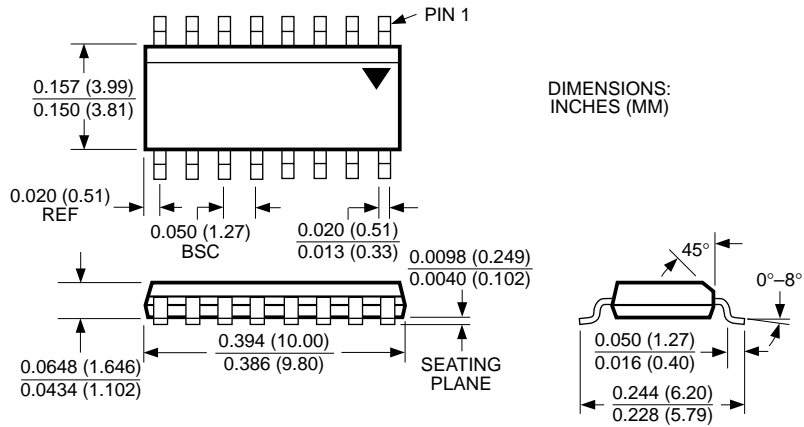 PIN 1
0.157 (3.99)
0.150 (3.81)
DIMENSIONS:
INCHES (MM)
0.020 (0.51)
REF
0.050 (1.27)
BSC
0.020 (0.51)
0.013 (0.33)
0.0098 (0.249)
0.0040 (0.102)
45°
0°–8°
0.0648 (1.646)
0.0434 (1.102)
0.394 (10.00)
0.386 (9.80)
SEATING
PLANE
0.050 (1.27)
0.016 (0.40)
0.244 (6.20)
0.228 (5.79)